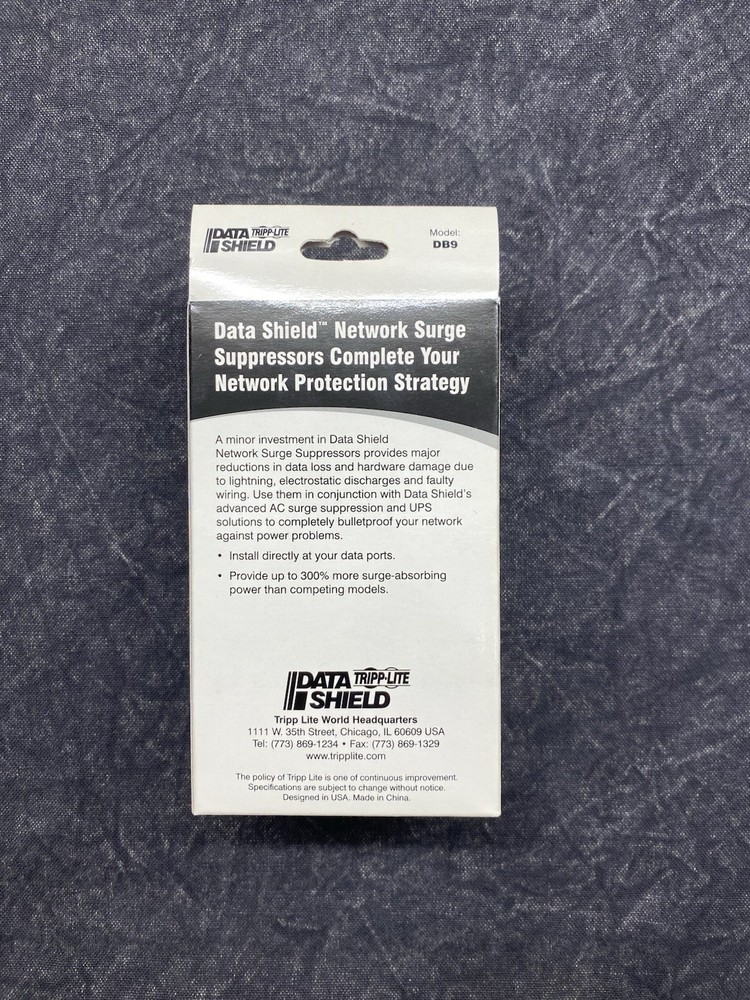 DATA TRIPP·LITE
SHIELD
Model:
DB9
Data Shield™ Network Surge
Suppressors Complete Your
Network Protection Strategy
A minor investment in Data Shield
Network Surge Suppressors provides major
reductions in data loss and hardware damage due
to lightning, electrostatic discharges and faulty
wiring. Use them in conjunction with Data Shield's
advanced AC surge suppression and UPS
solutions to completely bulletproof your network
against power problems.
• Install directly at your data ports.
• Provide up to 300% more surge-absorbing
power than competing models.
DATA TRIPP·LITE
SHIELD
Tripp Lite World Headquarters
1111 W. 35th Street, Chicago, IL 60609 USA
Tel: (773) 869-1234 • Fax: (773) 869-1329
www.tripplite.com
The policy of Tripp Lite is one of continuous improvement.
Specifications are subject to change without notice.
Designed in USA. Made in China.